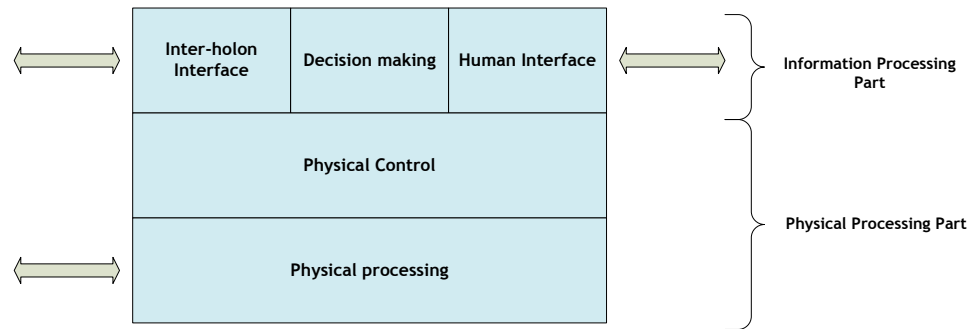 Inter-holon
Interface
Decision making
Human Interface
Information Processing
Part
Physical Control
Physical Processing Part
Physical processing